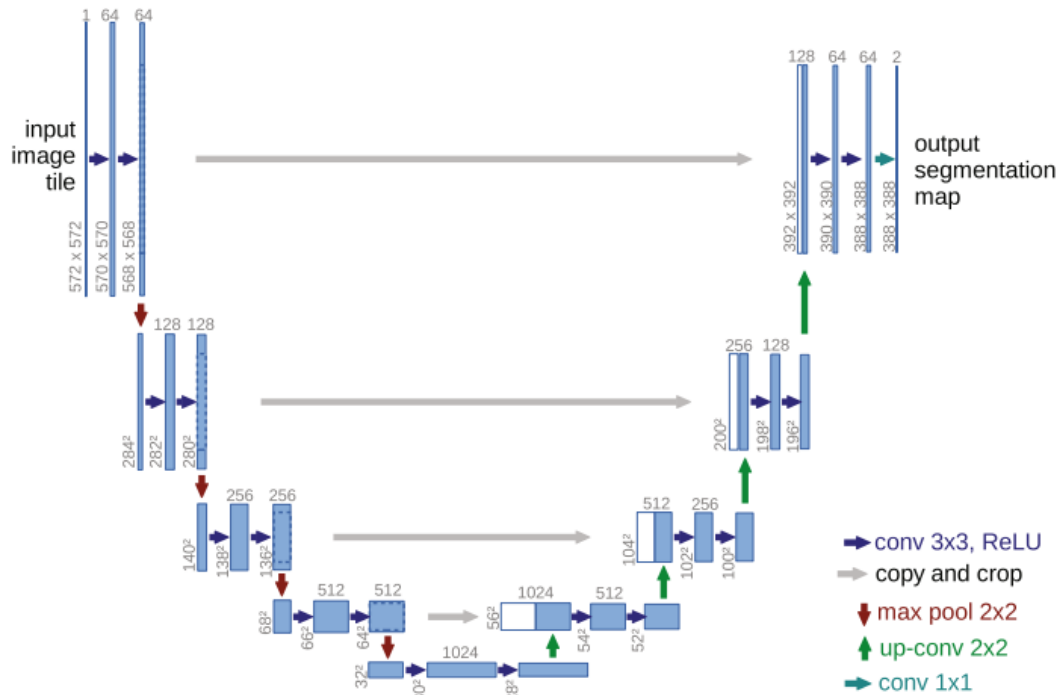 1 64 64
128 64 64 2
input
image
tile
output
segmentation
map
572 x 572
570 x 570
568 x 568
392 x 392
390 x 390
388 x 388
388 x 388
128 128
256 128
284²
282²
280²
200²
198²
196²
256 256
512 256
140²
138²
136²
104²
102²
100²
conv 3x3, ReLU
copy and crop
max pool 2x2
up-conv 2x2
conv 1x1
512 512
1024 512
68²
66²
64²
56²
54²
52²
1024
32²